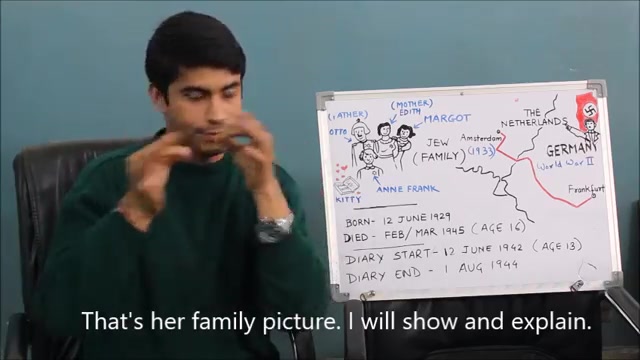 (FATHER)
OTTO
(MOTHER)
EDITH
MARGOT
JEW
(FAMILY)
KITTY
ANNE FRANK
THE
NETHERLANDS
Amsterdam
(1933)
GERMANY
World War II
Frankfurt
BORN- 12 JUNE 1929
DIED - FEB/MAR 1945 (AGE 16)
DIARY START- 12 JUNE 1942 (AGE 13)
DIARY END - 1 AUG 1944
That's her family picture. I will show and explain.